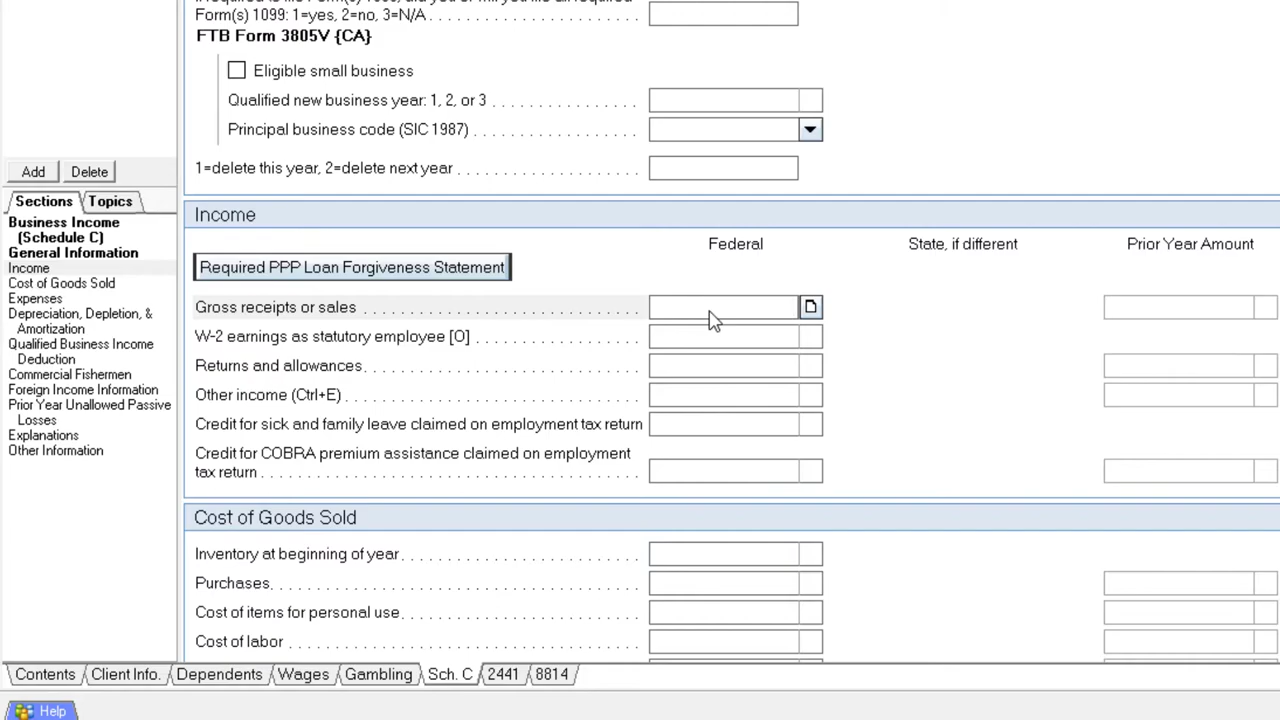 Form(s) 1099: 1=yes, 2=no, 3=N/A
FTB Form 3805V {CA}
Eligible small business
Qualified new business year: 1, 2, or 3
Principal business code (SIC 1987)
1=delete this year, 2=delete next year
Add
Delete
Sections
Topics
Business Income
(Schedule C)
General Information
Income
Cost of Goods Sold
Expenses
Depreciation, Depletion, &
Amortization
Qualified Business Income
Deduction
Commercial Fishermen
Foreign Income Information
Prior Year Unallowed Passive
Losses
Explanations
Other Information
Income
Federal
State, if different
Prior Year Amount
Required PPP Loan Forgiveness Statement
Gross receipts or sales
W-2 earnings as statutory employee [O]
Returns and allowances
Other income (Ctrl+E)
Credit for sick and family leave claimed on employment tax return
Credit for COBRA premium assistance claimed on employment
tax return
Cost of Goods Sold
Inventory at beginning of year
Purchases
Cost of items for personal use
Cost of labor
Contents
Client Info.
Dependents
Wages
Gambling
Sch. C
2441
8814
Help